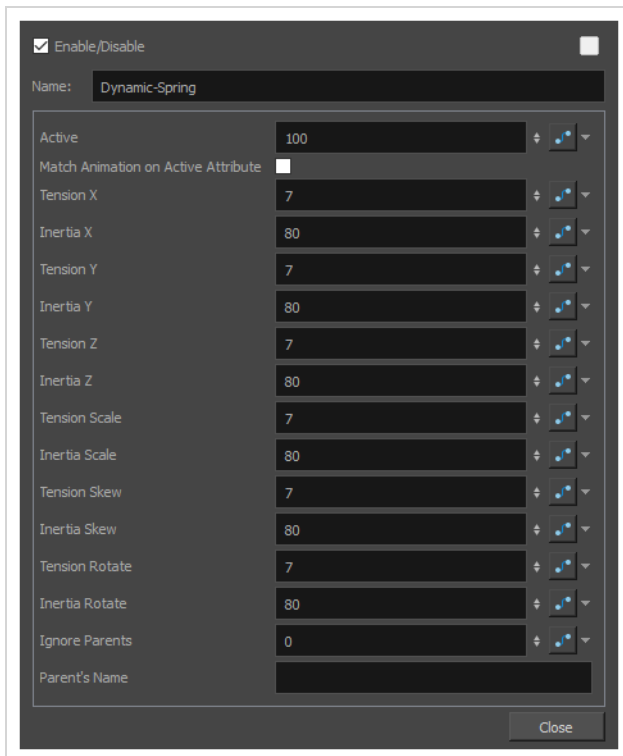 Enable/Disable
Name: Dynamic-Spring
Active 100
Match Animation on Active Attribute
Tension X 7
Inertia X 80
Tension Y 7
Inertia Y 80
Tension Z 7
Inertia Z 80
Tension Scale 7
Inertia Scale 80
Tension Skew 7
Inertia Skew 80
Tension Rotate 7
Inertia Rotate 80
Ignore Parents 0
Parent's Name
Close